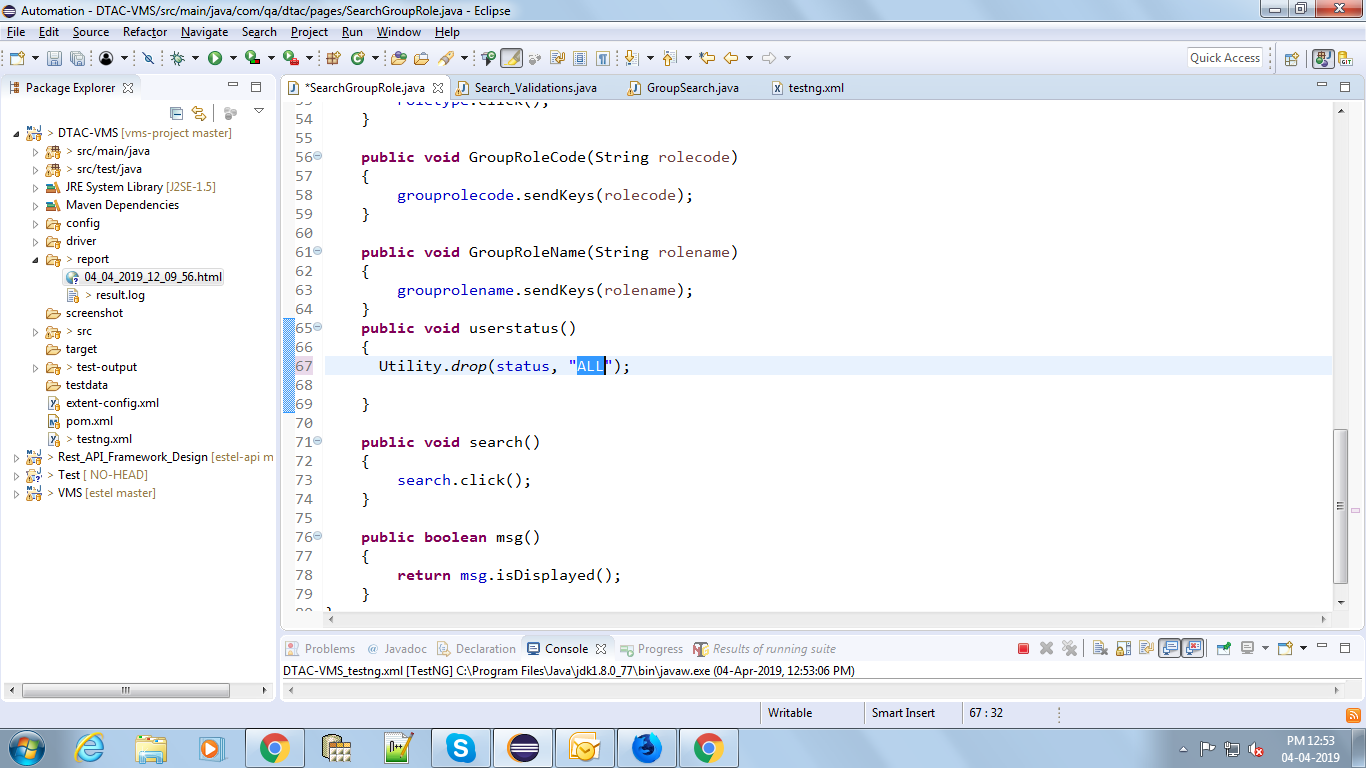 Automation - DTAC-VMS/src/main/java/com/qa/dtac/pages/SearchGroupRole.java - Eclipse
File Edit Source Refactor Navigate Search Project Run Window Help
Quick Access
Package Explorer
*SearchGroupRole.java Search_Validations.java GroupSearch.java testng.xml
> DTAC-VMS [vms-project master]
> src/main/java
> src/test/java
JRE System Library [J2SE-1.5]
Maven Dependencies
config
driver
> report
04_04_2019_12_09_56.html
> result.log
screenshot
> src
target
> test-output
testdata
extent-config.xml
pom.xml
> testng.xml
> Rest_API_Framework_Design [estel-api m
> Test [ NO-HEAD]
> VMS [estel master]
53 roletype.click();
54 }
55
56 public void GroupRoleCode(String rolecode)
57 {
58 grouprolecode.sendKeys(rolecode);
59 }
60
61 public void GroupRoleName(String rolename)
62 {
63 grouprolename.sendKeys(rolename);
64 }
65 public void userstatus()
66 {
67 Utility.drop(status, "ALL");
68
69 }
70
71 public void search()
72 {
73 search.click();
74 }
75
76 public boolean msg()
77 {
78 return msg.isDisplayed();
79 }
80 }
Problems @ Javadoc Declaration Console Progress Results of running suite
DTAC-VMS_testng.xml [TestNG] C:\Program Files\Java\jdk1.8.0_77\bin\javaw.exe (04-Apr-2019, 12:53:06 PM)
Writable Smart Insert 67 : 32
PM 12:53
04-04-2019